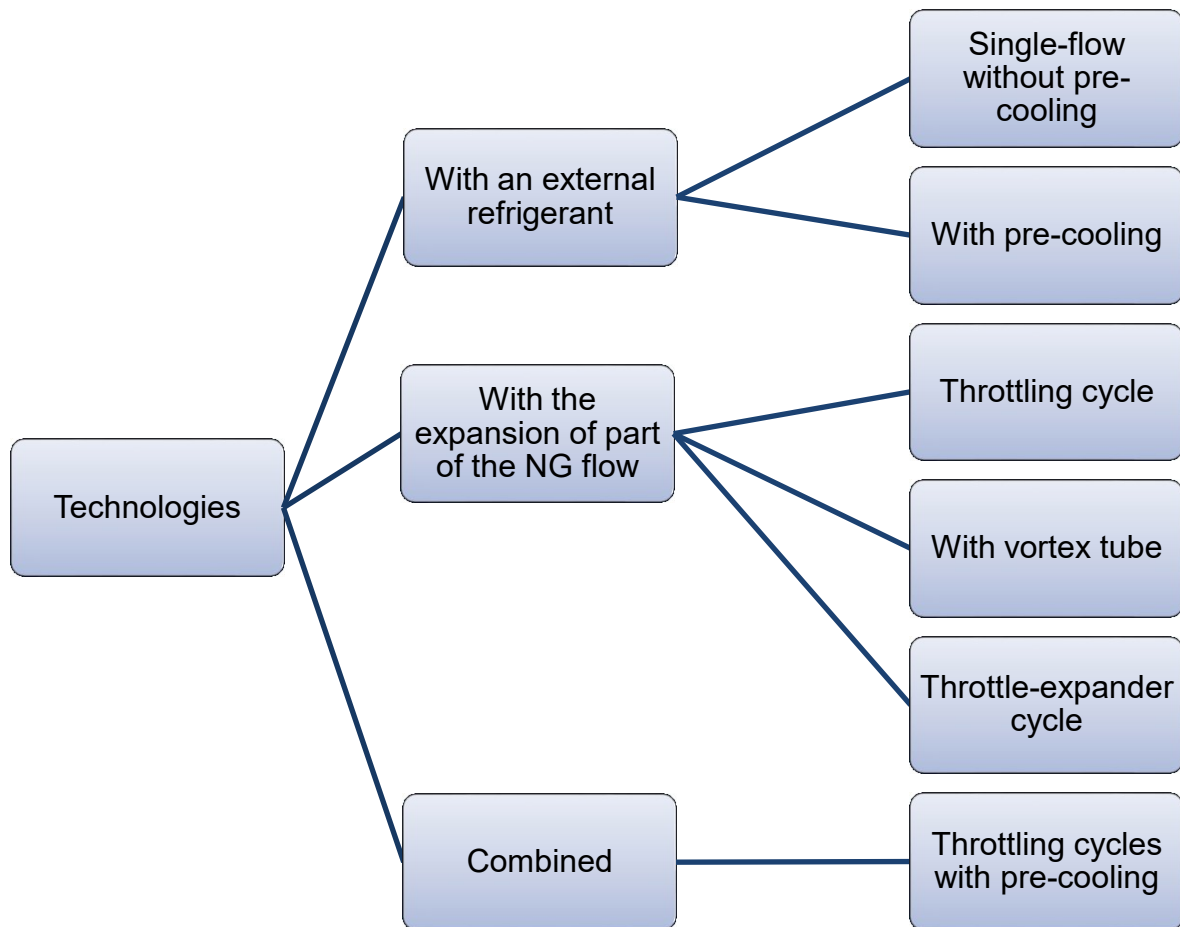 Technologies
With an external
refrigerant
With the
expansion of part
of the NG flow
Combined
Single-flow
without pre-
cooling
With pre-cooling
Throttling cycle
With vortex tube
Throttle-expander
cycle
Throttling cycles
with pre-cooling